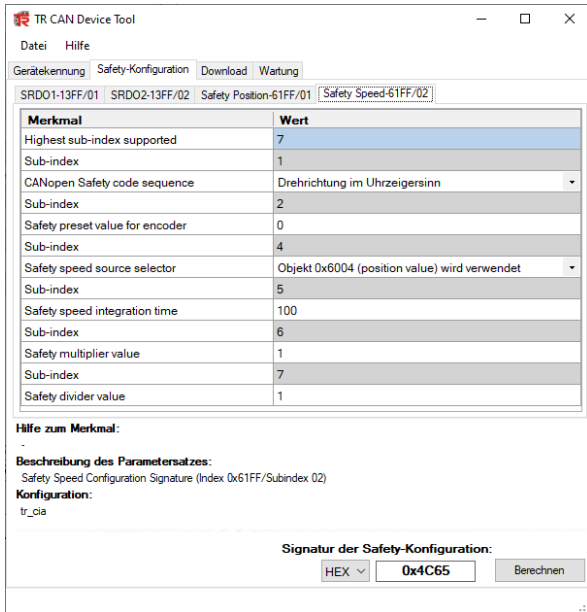 TR CAN Device Tool
Datei Hilfe
Gerätekennung Safety-Konfiguration Download Wartung
SRDO1-13FF/01 SRDO2-13FF/02 Safety Position-61FF/01 Safety Speed-61FF/02
Merkmal Wert
Highest sub-index supported 7
Sub-index 1
CANopen Safety code sequence Drehrichtung im Uhrzeigersinn
Sub-index 2
Safety preset value for encoder 0
Sub-index 4
Safety speed source selector Objekt 0x6004 (position value) wird verwendet
Sub-index 5
Safety speed integration time 100
Sub-index 6
Safety multiplier value 1
Sub-index 7
Safety divider value 1
Hilfe zum Merkmal:
-
Beschreibung des Parametersatzes:
Safety Speed Configuration Signature (Index 0x61FF/Subindex 02)
Konfiguration:
tr_cia
Signatur der Safety-Konfiguration:
HEX 0x4C65 Berechnen